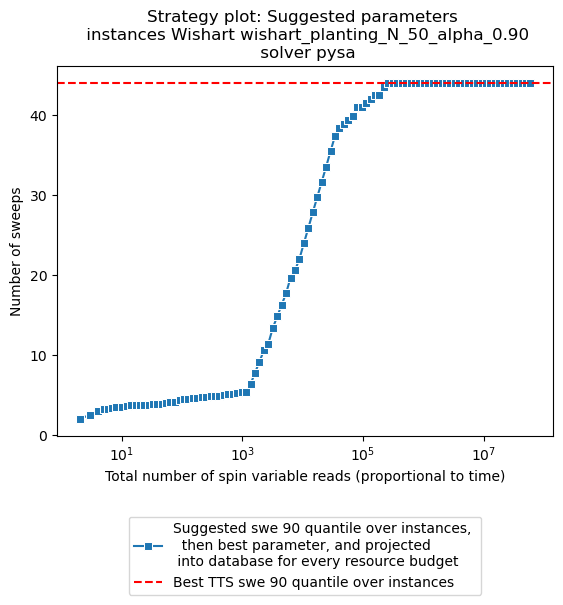 Strategy plot: Suggested parameters
instances Wishart wishart_planting_N_50_alpha_0.90
solver pysa
40
30
20
10
0
Number of sweeps
10^1
10^3
10^5
10^7
Total number of spin variable reads (proportional to time)
Suggested swe 90 quantile over instances,
then best parameter, and projected
into database for every resource budget
Best TTS swe 90 quantile over instances